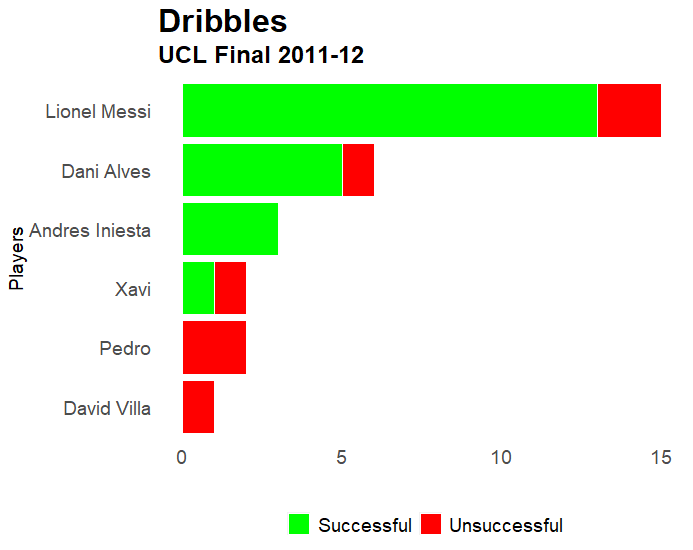 Dribbles
UCL Final 2011-12
Players
Lionel Messi
Dani Alves
Andres Iniesta
Xavi
Pedro
David Villa
0 5 10 15
Successful Unsuccessful